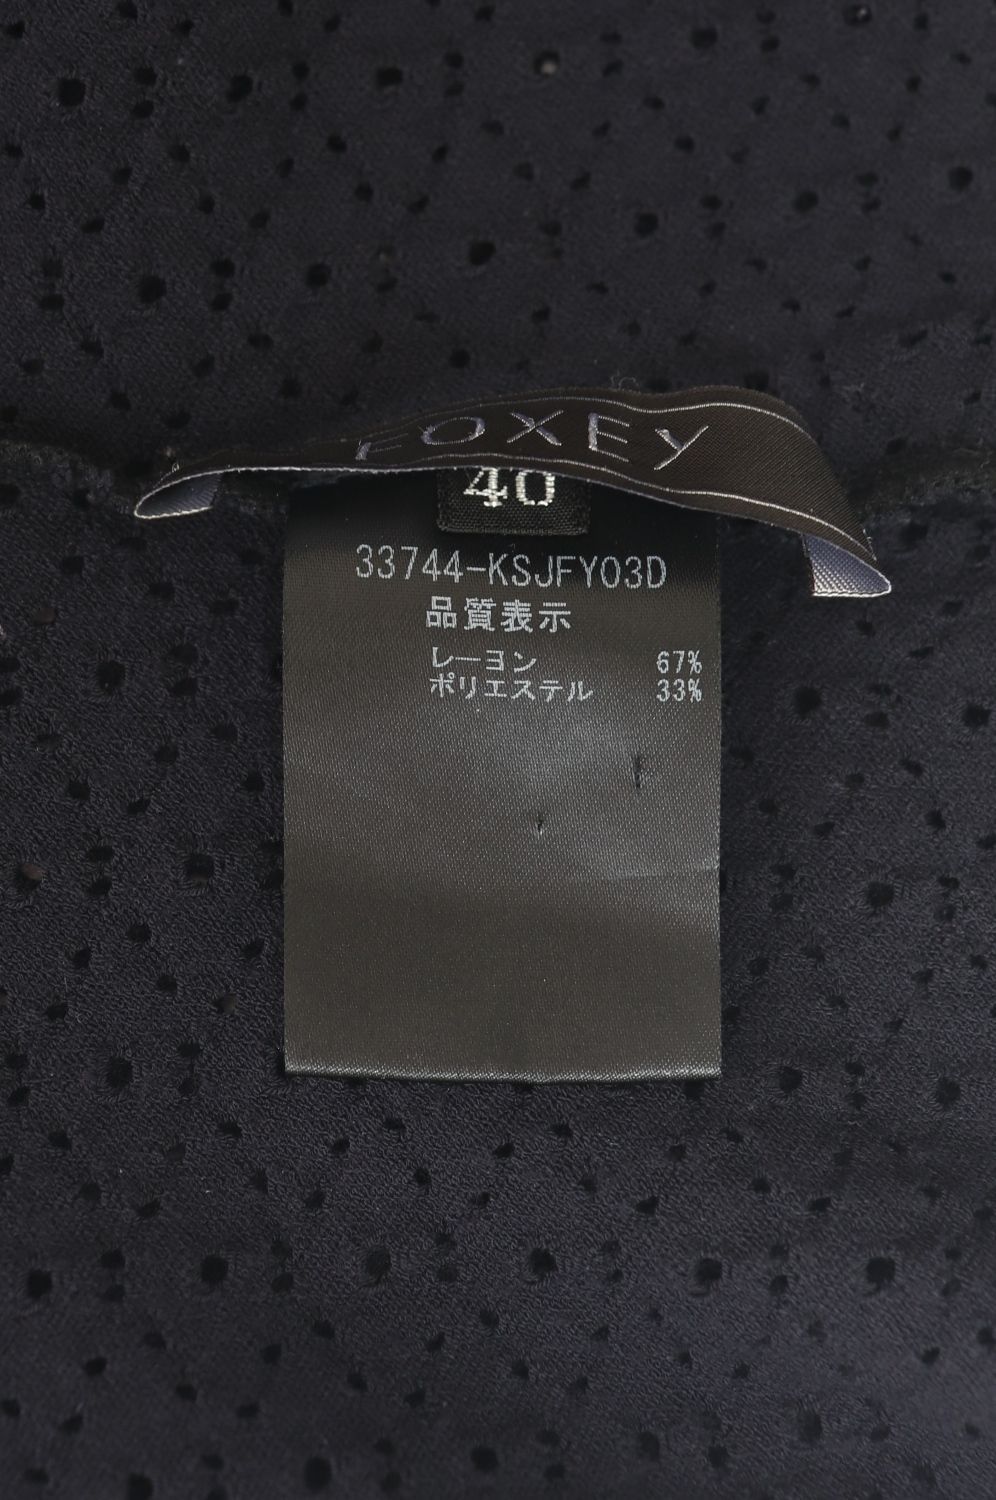 FOXEY
40
33744-KSJFY03D
品質表示
レーヨン 67%
ポリエステル 33%